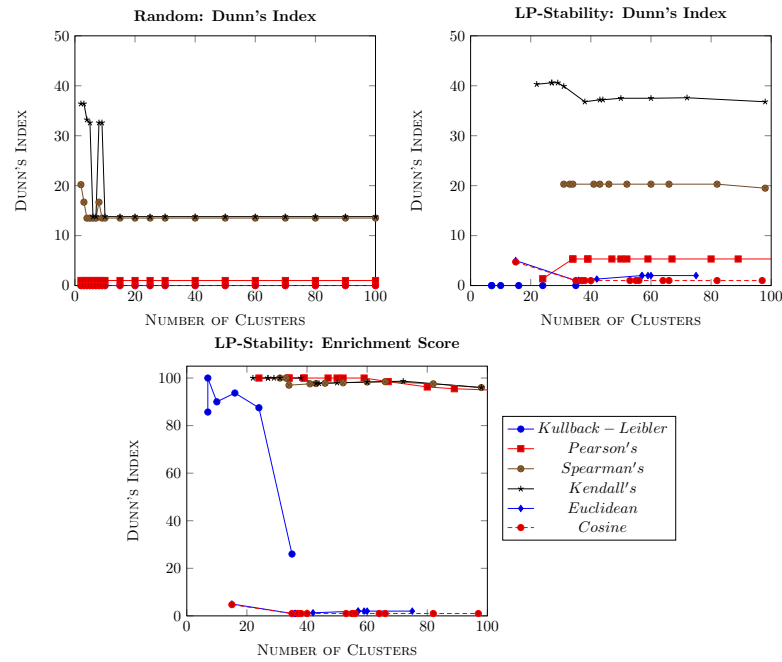 Random: Dunn's Index
50
40
30
20
10
0
0 20 40 60 80 100
Dunn's Index
Number of Clusters
LP-Stability: Dunn's Index
50
40
30
20
10
0
0 20 40 60 80 100
Dunn's Index
Number of Clusters
LP-Stability: Enrichment Score
100
80
60
40
20
0
0 20 40 60 80 100
Dunn's Index
Number of Clusters
Kullback − Leibler
Pearson's
Spearman's
Kendall's
Euclidean
Cosine